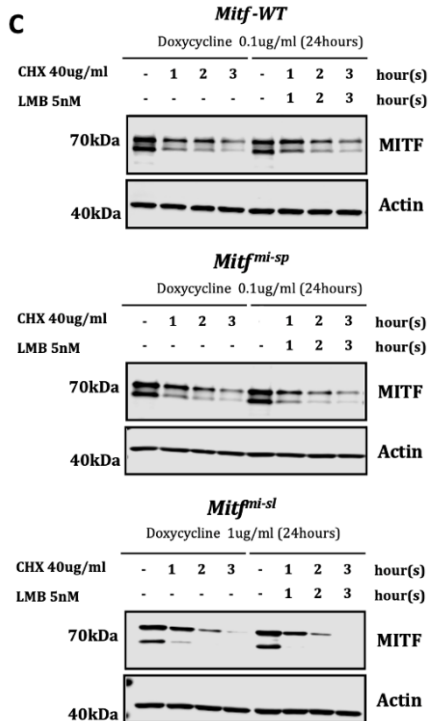 C
Mitf-WT
Doxycycline 0.1ug/ml (24hours)
CHX 40ug/ml - 1 2 3 - 1 2 3 hour(s)
LMB 5nM - - - - 1 2 3 hour(s)
70kDa MITF
40kDa Actin
Mitfmi-sp
Doxycycline 0.1ug/ml (24hours)
CHX 40ug/ml - 1 2 3 - 1 2 3 hour(s)
LMB 5nM - - - - 1 2 3 hour(s)
70kDa MITF
40kDa Actin
Mitfmi-sl
Doxycycline 1ug/ml (24hours)
CHX 40ug/ml - 1 2 3 - 1 2 3 hour(s)
LMB 5nM - - - - 1 2 3 hour(s)
70kDa MITF
40kDa Actin